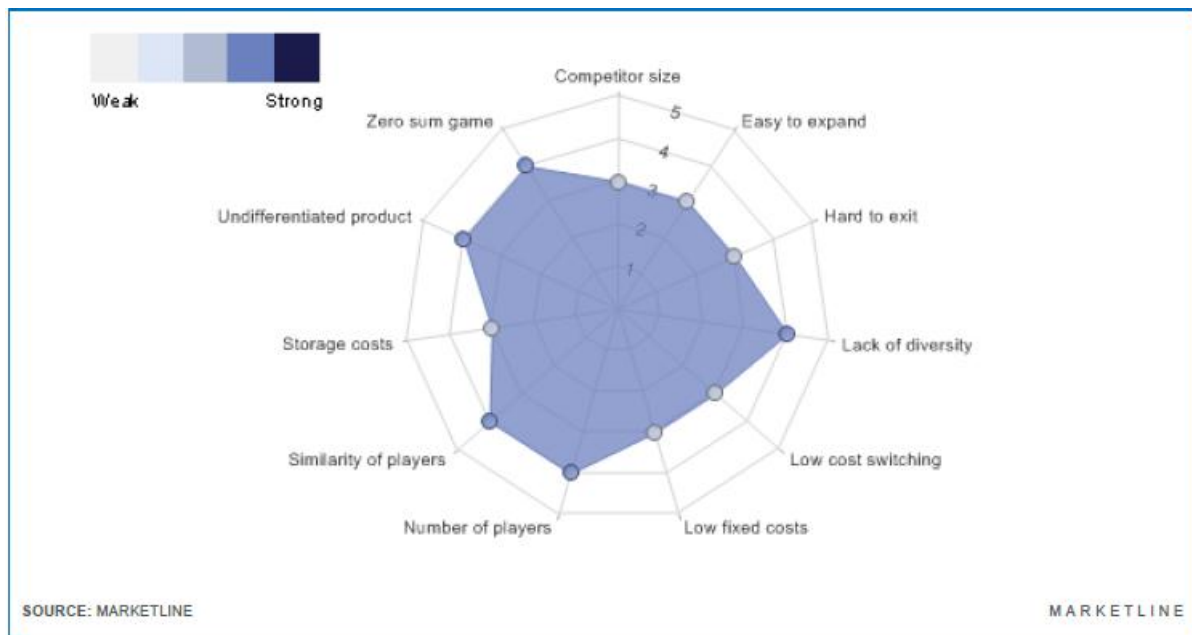 Weak Strong
Competitor size
Zero sum game
Easy to expand
Undifferentiated product
Hard to exit
Storage costs
Lack of diversity
Similarity of players
Low cost switching
Number of players
Low fixed costs
5
4
3
2
1
SOURCE: MARKETLINE
MARKETLINE